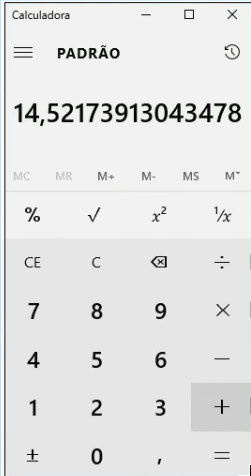 Calculadora
PADRÃO
14,52173913043478
MC MR M+ M- MS M˅
% √ x² ¹/x
CE C ÷
7 8 9 ×
4 5 6 −
1 2 3 +
± 0 , =